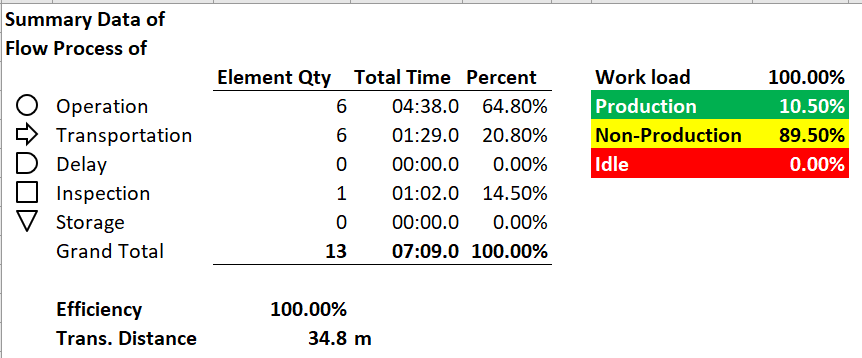 Summary Data of
Flow Process of
Element Qty Total Time Percent Work load 100.00%
Operation 6 04:38.0 64.80% Production 10.50%
Transportation 6 01:29.0 20.80% Non-Production 89.50%
Delay 0 00:00.0 0.00% Idle 0.00%
Inspection 1 01:02.0 14.50%
Storage 0 00:00.0 0.00%
Grand Total 13 07:09.0 100.00%
Efficiency 100.00%
Trans. Distance 34.8 m